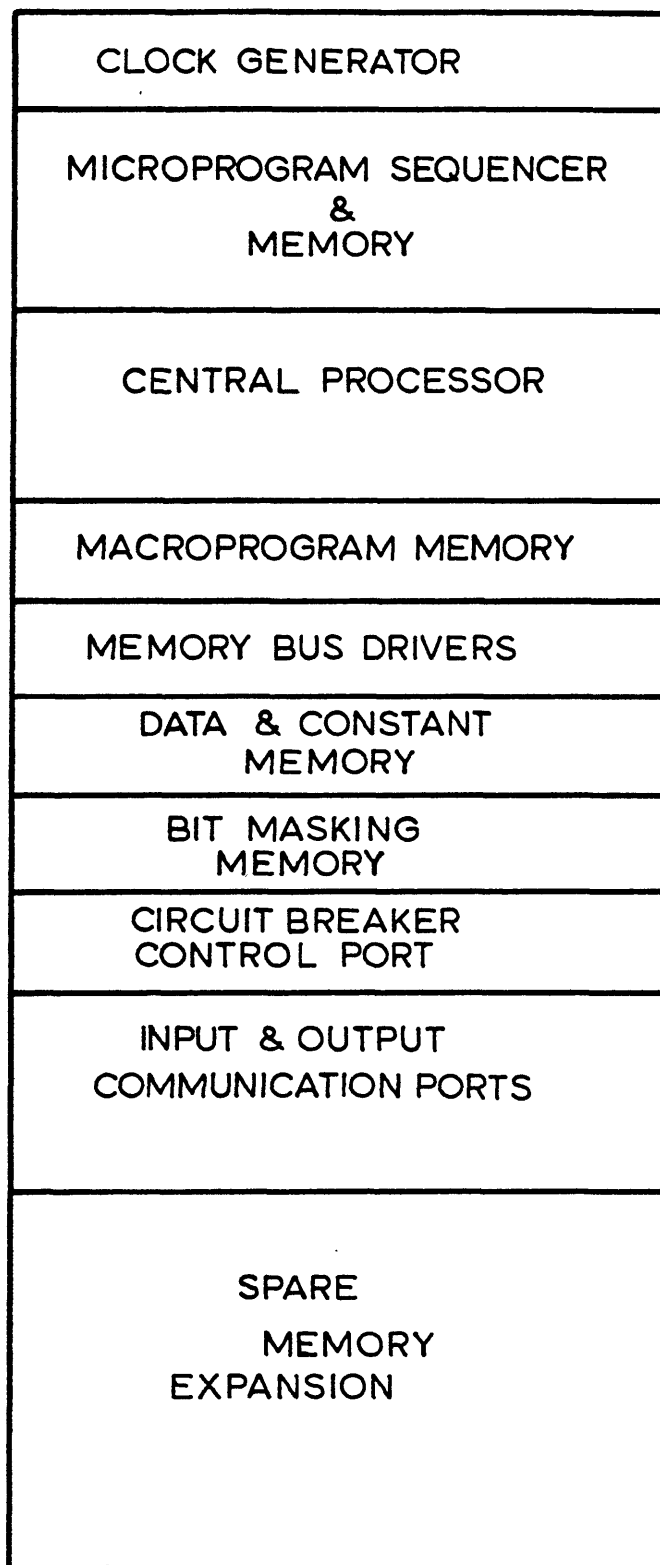 CLOCK GENERATOR
MICROPROGRAM SEQUENCER
&
MEMORY
CENTRAL PROCESSOR
MACROPROGRAM MEMORY
MEMORY BUS DRIVERS
DATA & CONSTANT
MEMORY
BIT MASKING
MEMORY
CIRCUIT BREAKER
CONTROL PORT
INPUT & OUTPUT
COMMUNICATION PORTS
SPARE
MEMORY
EXPANSION